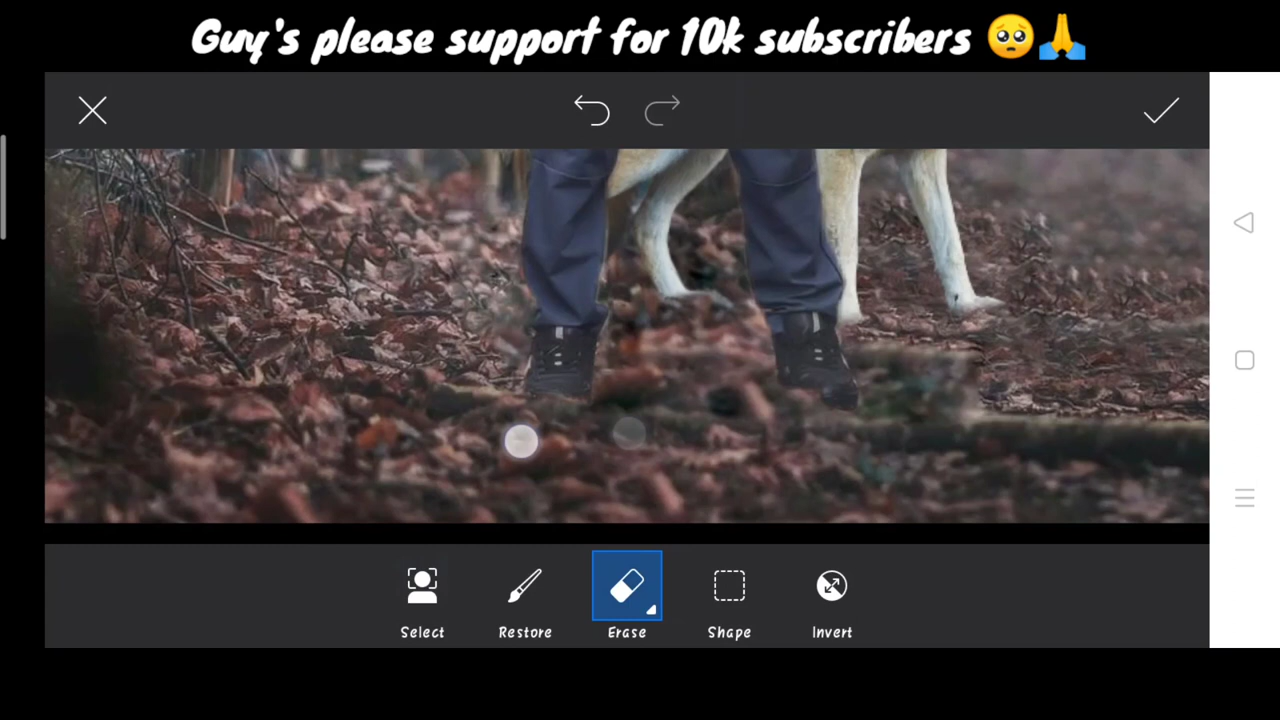 Guy's please support for 10k subscribers 🥺🙏
Select
Restore
Erase
Shape
Invert